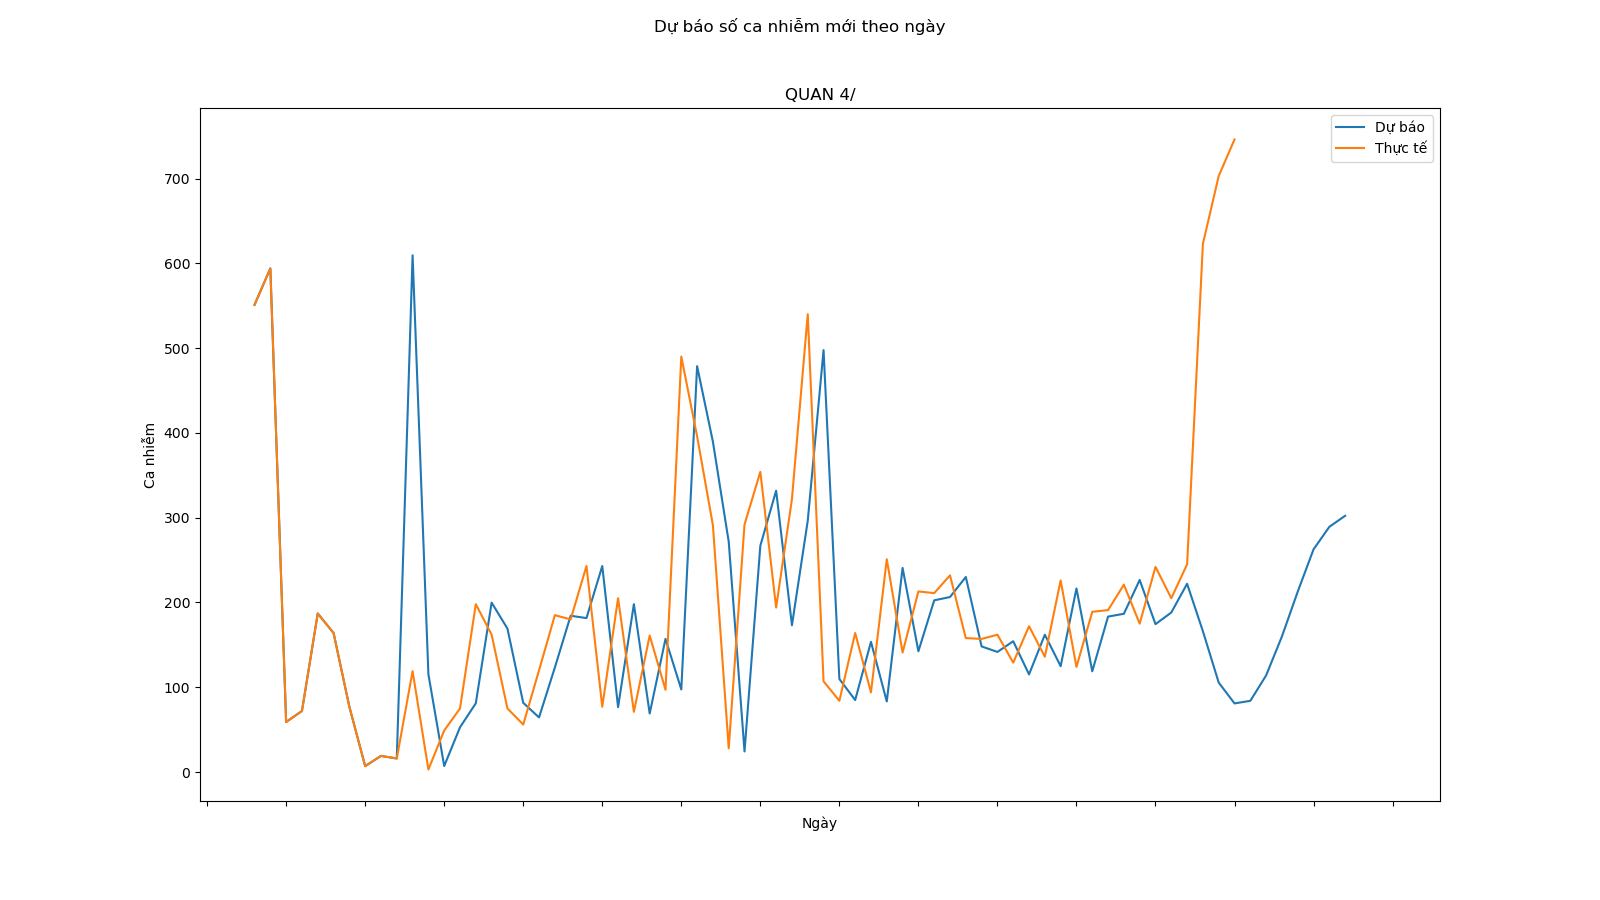 Dự báo số ca nhiễm mới theo ngày
QUAN 4/
Dự báo
Thực tế
700
600
500
400
300
200
100
0
Ca nhiễm
Ngày